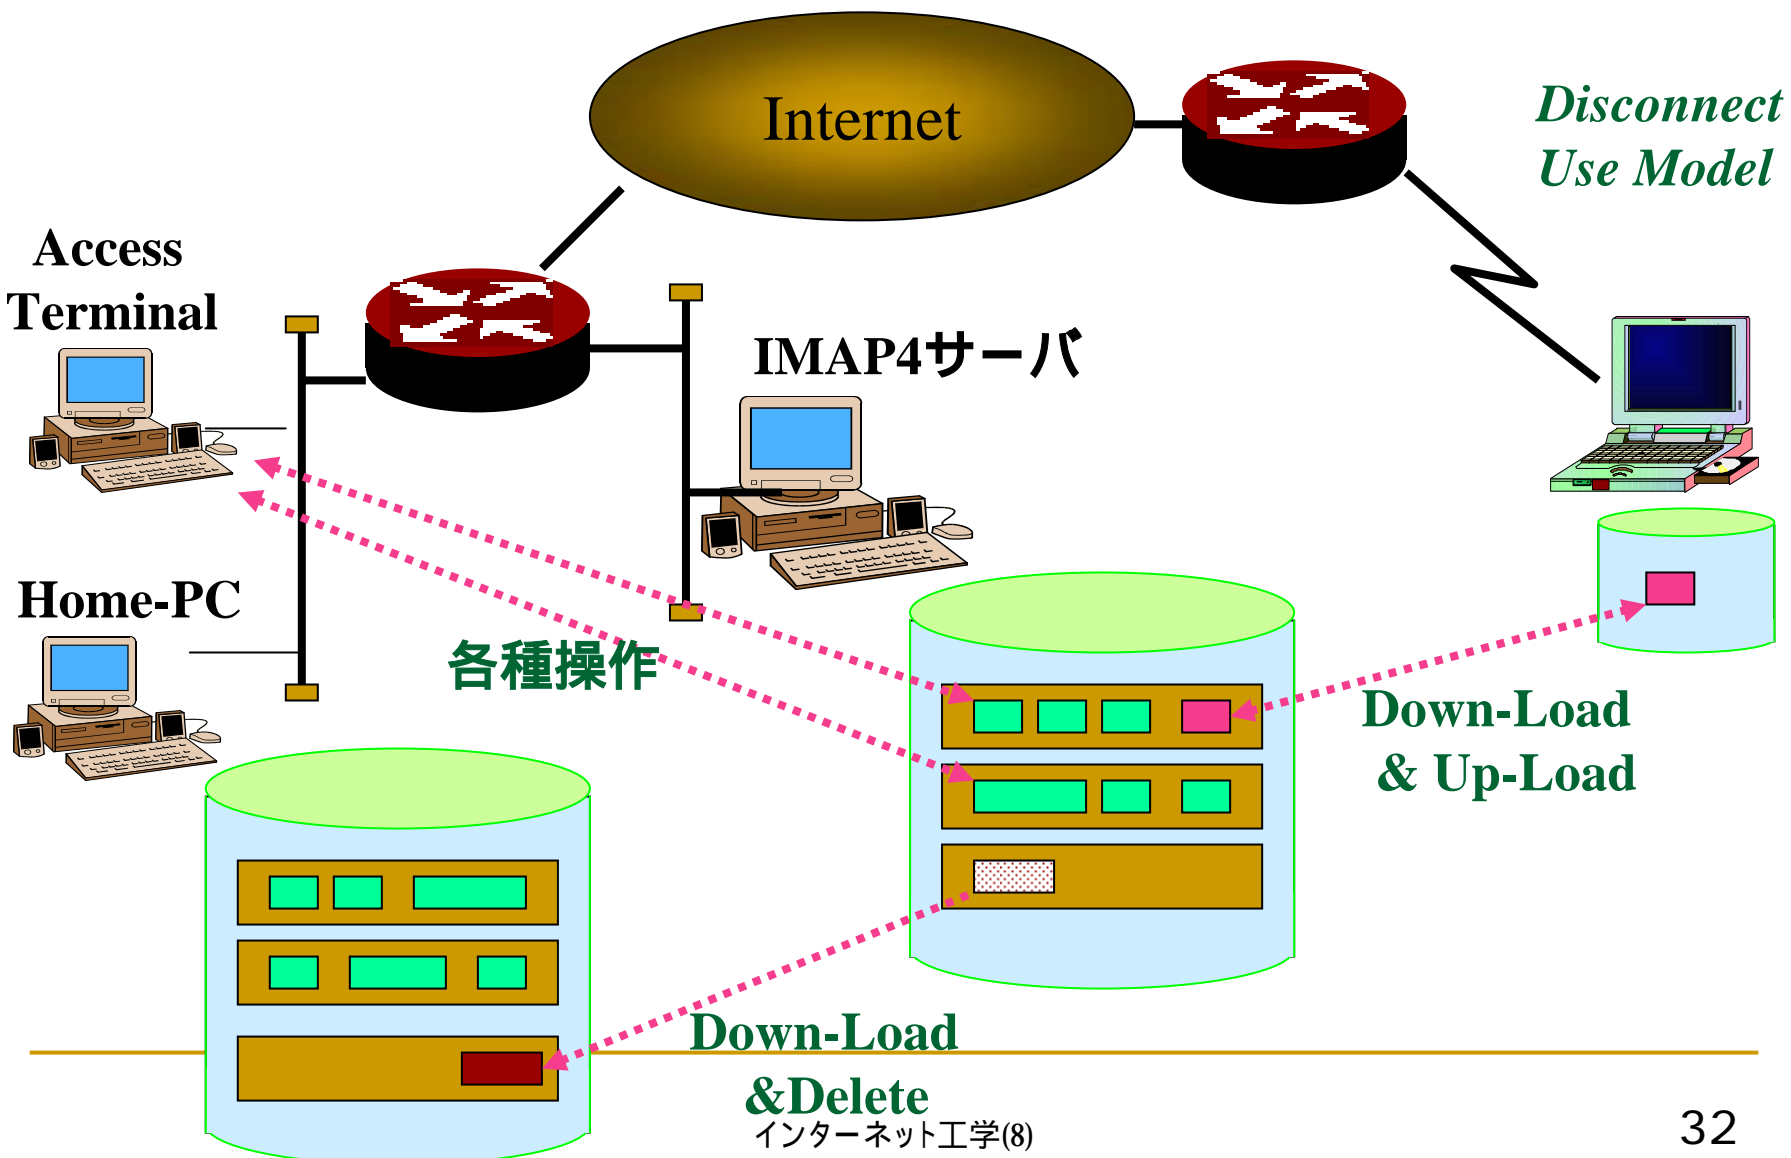 Internet
Disconnect
Use Model
Access
Terminal
IMAP4サーバ
Home-PC
各種操作
Down-Load
& Up-Load
Down-Load
&Delete
インターネット工学(8)
32